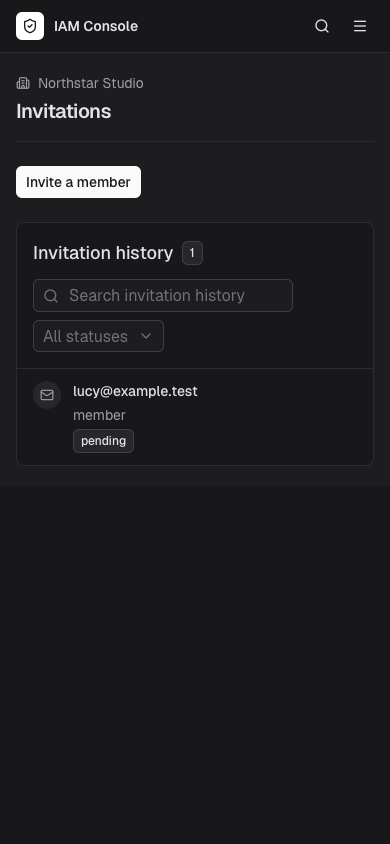 IAM Console
Northstar Studio
Invitations
Invite a member
Invitation history 1
Search invitation history
All statuses
lucy@example.test
member
pending